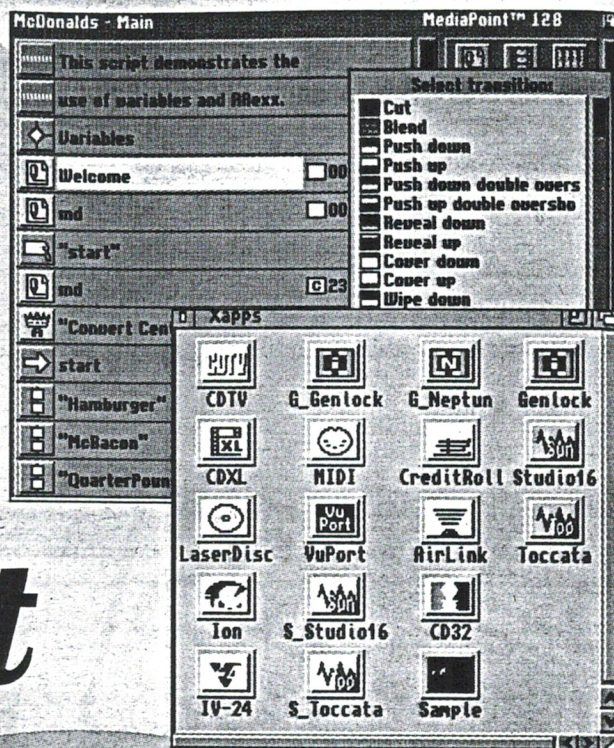 McDonalds - Main
MediaPoint™ 128
This script demonstrates the
use of variables and ARexx.
Variables
Welcome 00
md 00
"start"
md C 23
"Convert Cen
start
"Hamburger"
"McBacon"
"QuarterPoun
Select transition:
Cut
Blend
Push down
Push up
Push down double overs
Push up double oversho
Reveal down
Reveal up
Cover down
Cover up
Wipe down
Xapps
CDTV G_Genlock G_Neptun Genlock
CDXL MIDI CreditRoll Studio16
LaserDisc VuPort AirLink Toccata
Ion S_Studio16 CD32
IV-24 S_Toccata Sample
t